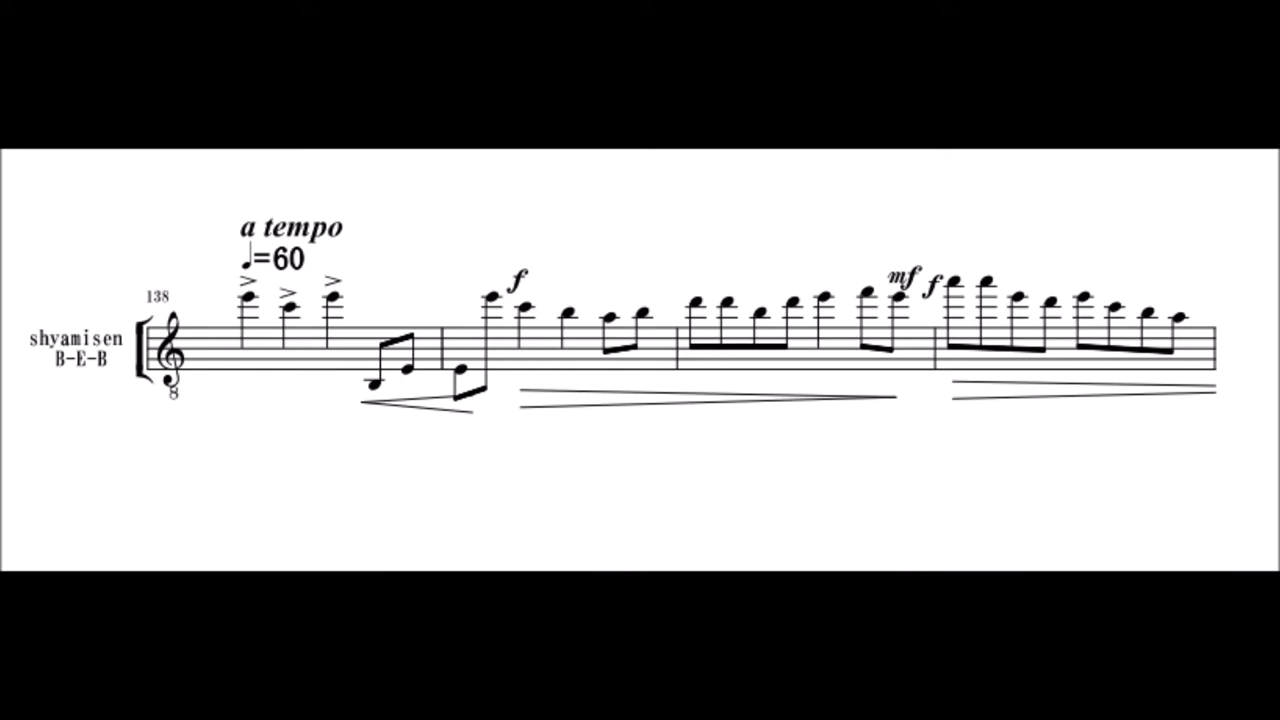 a tempo
♩=60
138
f
mf
f
shyamisen
B-E-B
8